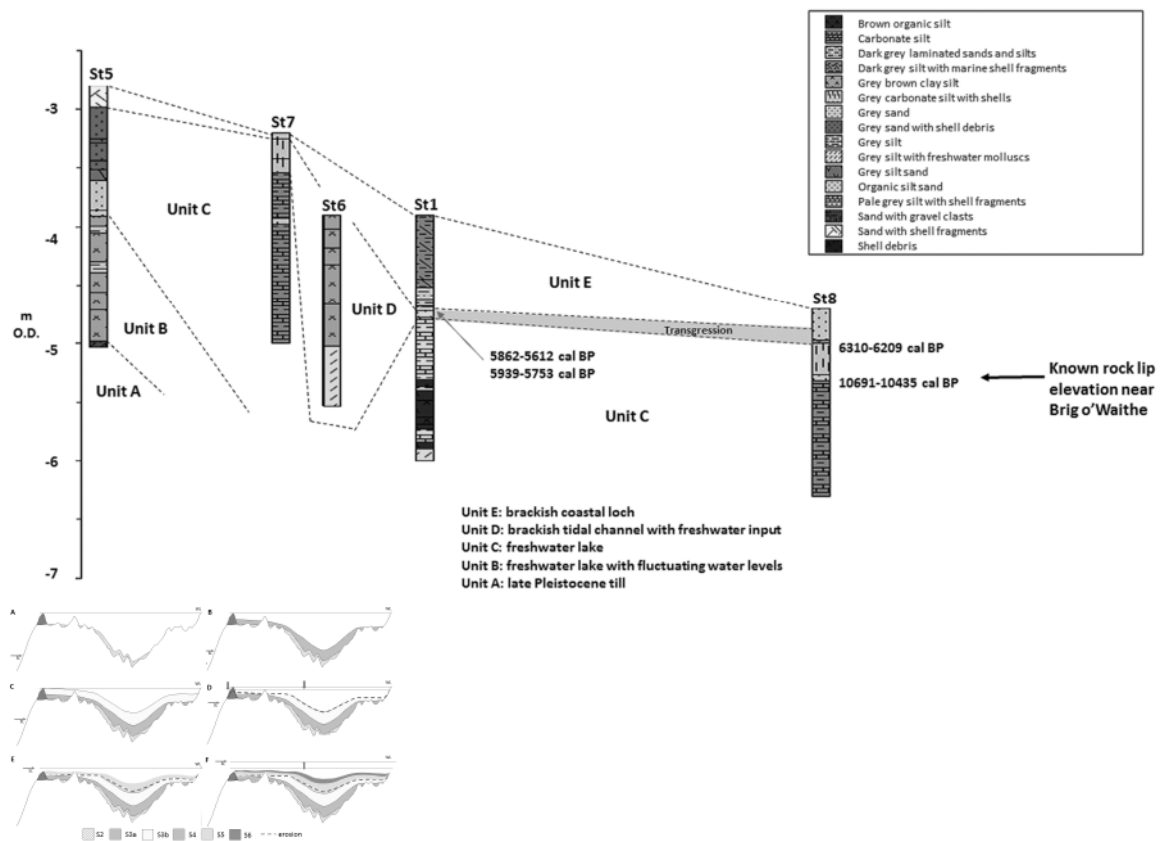 Brown organic silt
Carbonate silt
Dark grey laminated sands and silts
Dark grey silt with marine shell fragments
Grey brown clay silt
Grey carbonate silt with shells
Grey sand
Grey sand with shell debris
Grey silt
Grey silt with freshwater molluscs
Grey silt sand
Organic silt sand
Pale grey silt with shell fragments
Sand with gravel clasts
Sand with shell fragments
Shell debris
St5
-3
St7
St6
St1
Unit C
-4
Unit E
St8
Unit D
m
O.D.
Unit B
Transgression
-5
5862-5612 cal BP
5939-5753 cal BP
6310-6209 cal BP
10691-10435 cal BP
Known rock lip
elevation near
Brig o'Waithe
Unit A
Unit C
-6
Unit E: brackish coastal loch
Unit D: brackish tidal channel with freshwater input
Unit C: freshwater lake
Unit B: freshwater lake with fluctuating water levels
Unit A: late Pleistocene till
-7
A
B
C
D
E
F
S2 S3a S3b S4 S5 S6 erosion